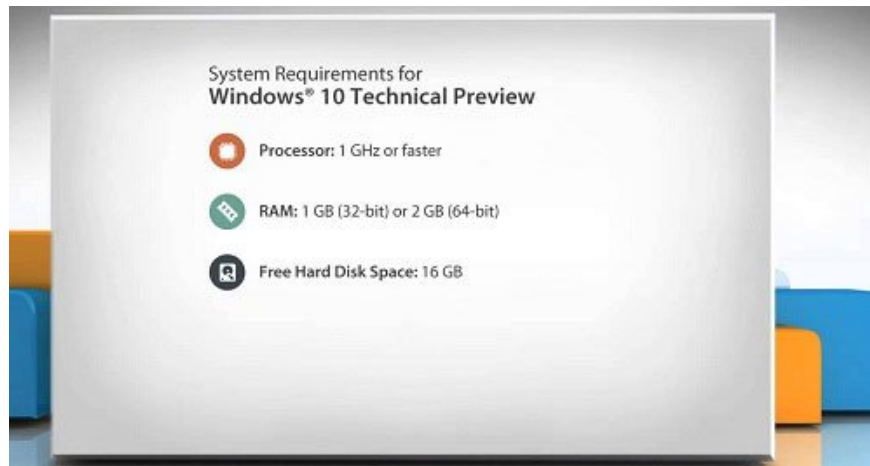 System Requirements for
Windows® 10 Technical Preview
Processor: 1 GHz or faster
RAM: 1 GB (32-bit) or 2 GB (64-bit)
Free Hard Disk Space: 16 GB